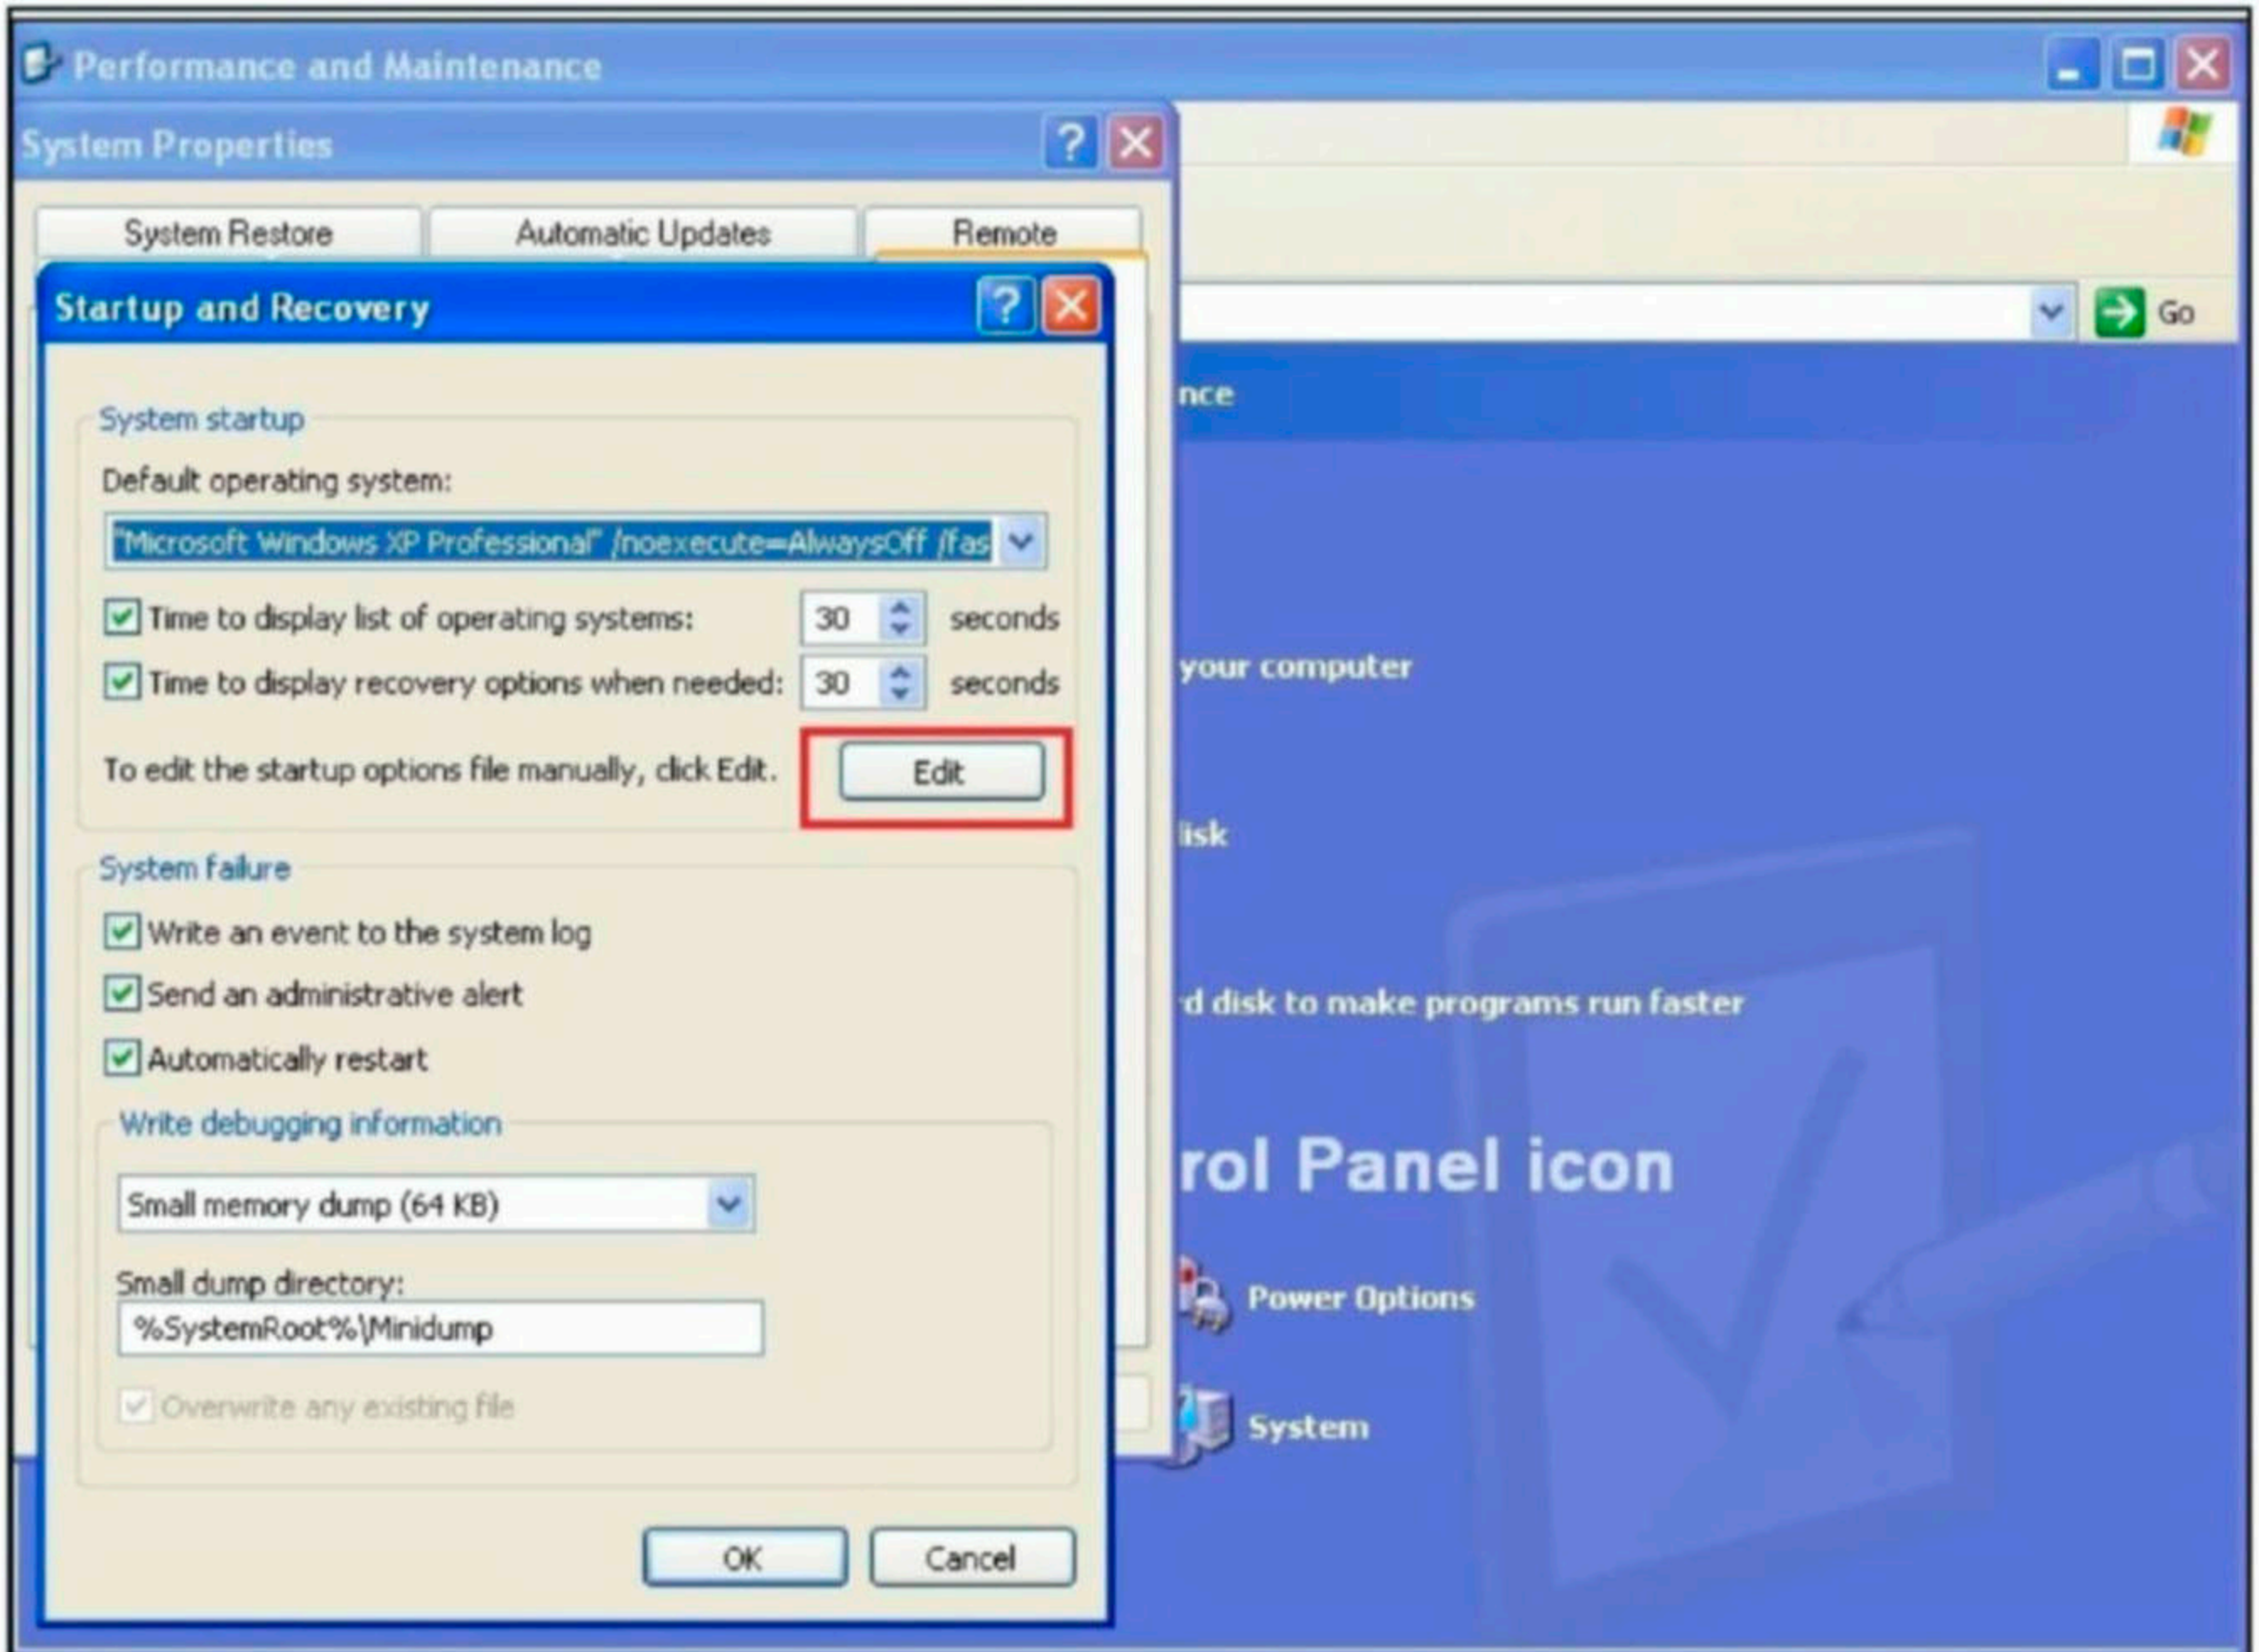 Performance and Maintenance
System Properties
System Restore
Automatic Updates
Remote
Startup and Recovery
System startup
Default operating system:
"Microsoft Windows XP Professional" /noexecute=AlwaysOff /fas
Time to display list of operating systems: 30 seconds
Time to display recovery options when needed: 30 seconds
To edit the startup options file manually, click Edit. Edit
System failure
Write an event to the system log
Send an administrative alert
Automatically restart
Write debugging information
Small memory dump (64 KB)
Small dump directory:
%SystemRoot%\Minidump
Overwrite any existing file
OK
Cancel
Go
nce
your computer
isk
d disk to make programs run faster
rol Panel icon
Power Options
System